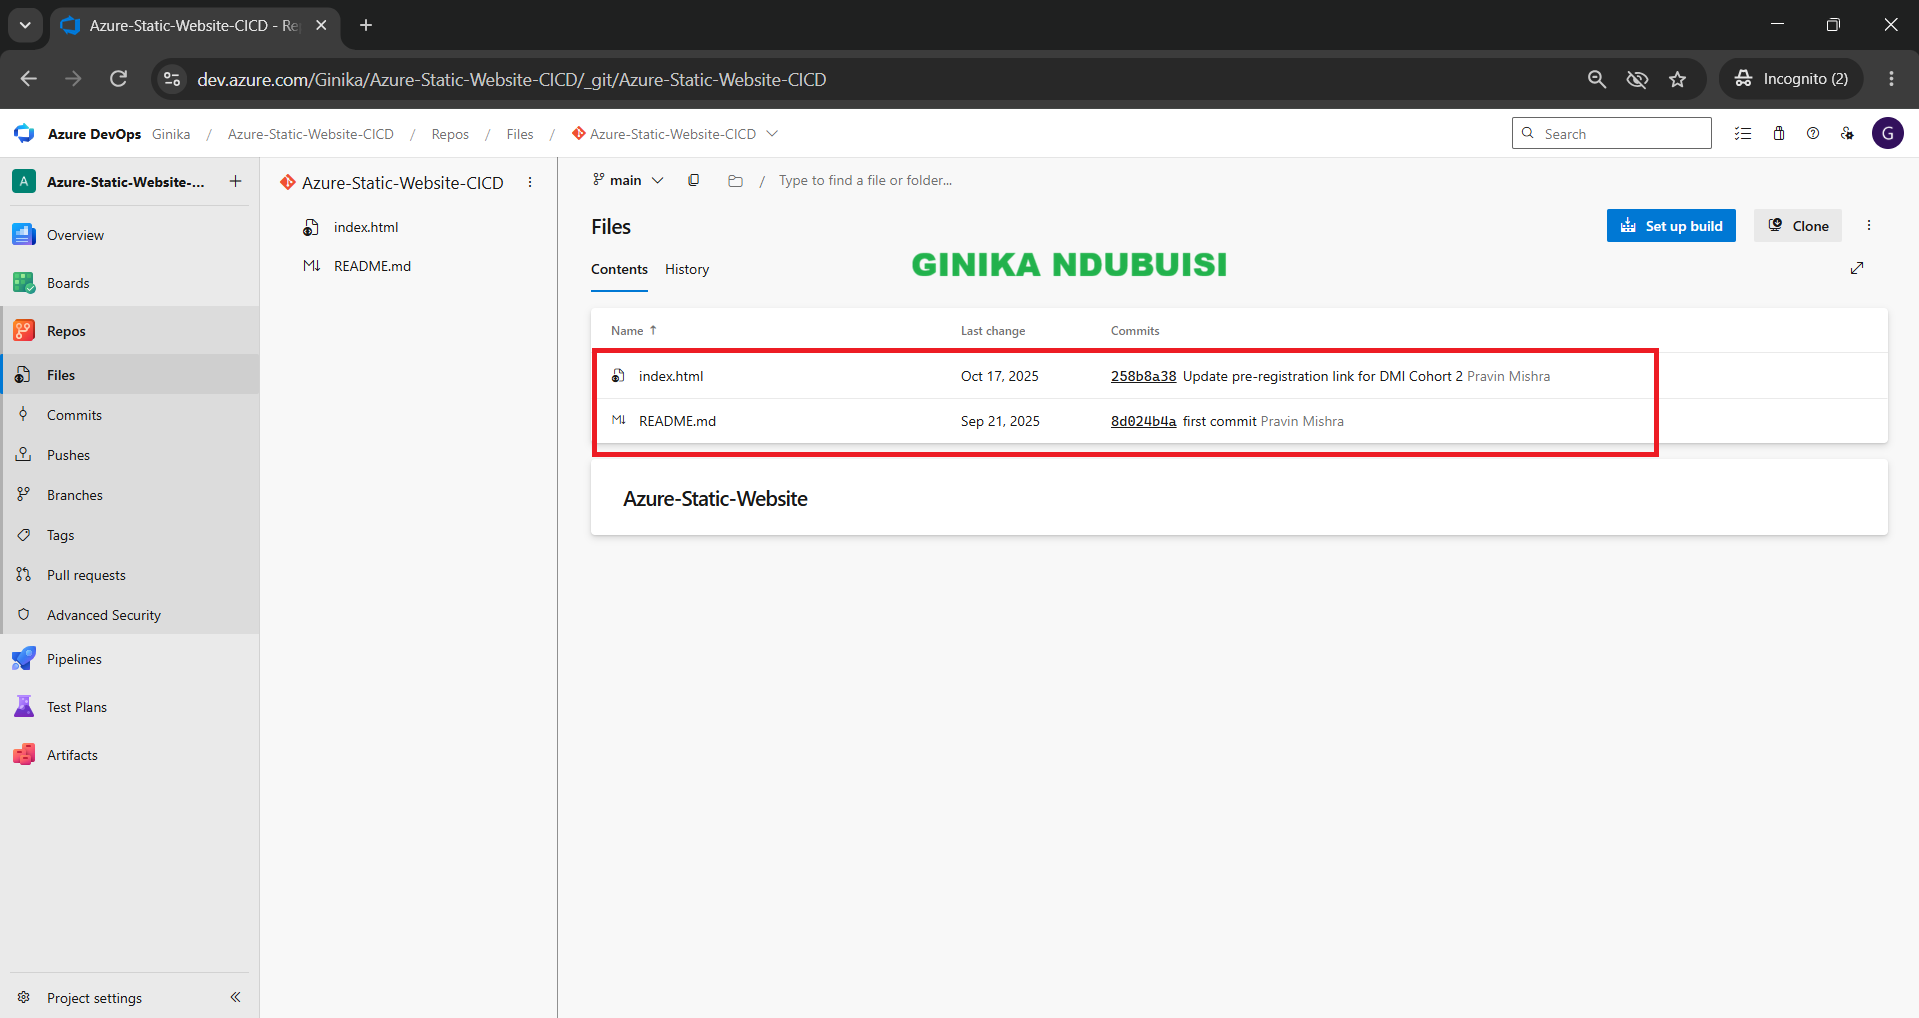 Azure-Static-Website-CICD - Re
dev.azure.com/Ginika/Azure-Static-Website-CICD/_git/Azure-Static-Website-CICD
Incognito (2)
Azure DevOps Ginika / Azure-Static-Website-CICD / Repos / Files / Azure-Static-Website-CICD
Search
G
A Azure-Static-Website-... +
Overview
Boards
Repos
Files
Commits
Pushes
Branches
Tags
Pull requests
Advanced Security
Pipelines
Test Plans
Artifacts
Project settings
Azure-Static-Website-CICD
index.html
README.md
main / Type to find a file or folder...
Files
Set up build
Clone
Contents History
GINIKA NDUBUISI
Name ↑ Last change Commits
index.html Oct 17, 2025 258b8a38 Update pre-registration link for DMI Cohort 2 Pravin Mishra
README.md Sep 21, 2025 8d024b4a first commit Pravin Mishra
Azure-Static-Website